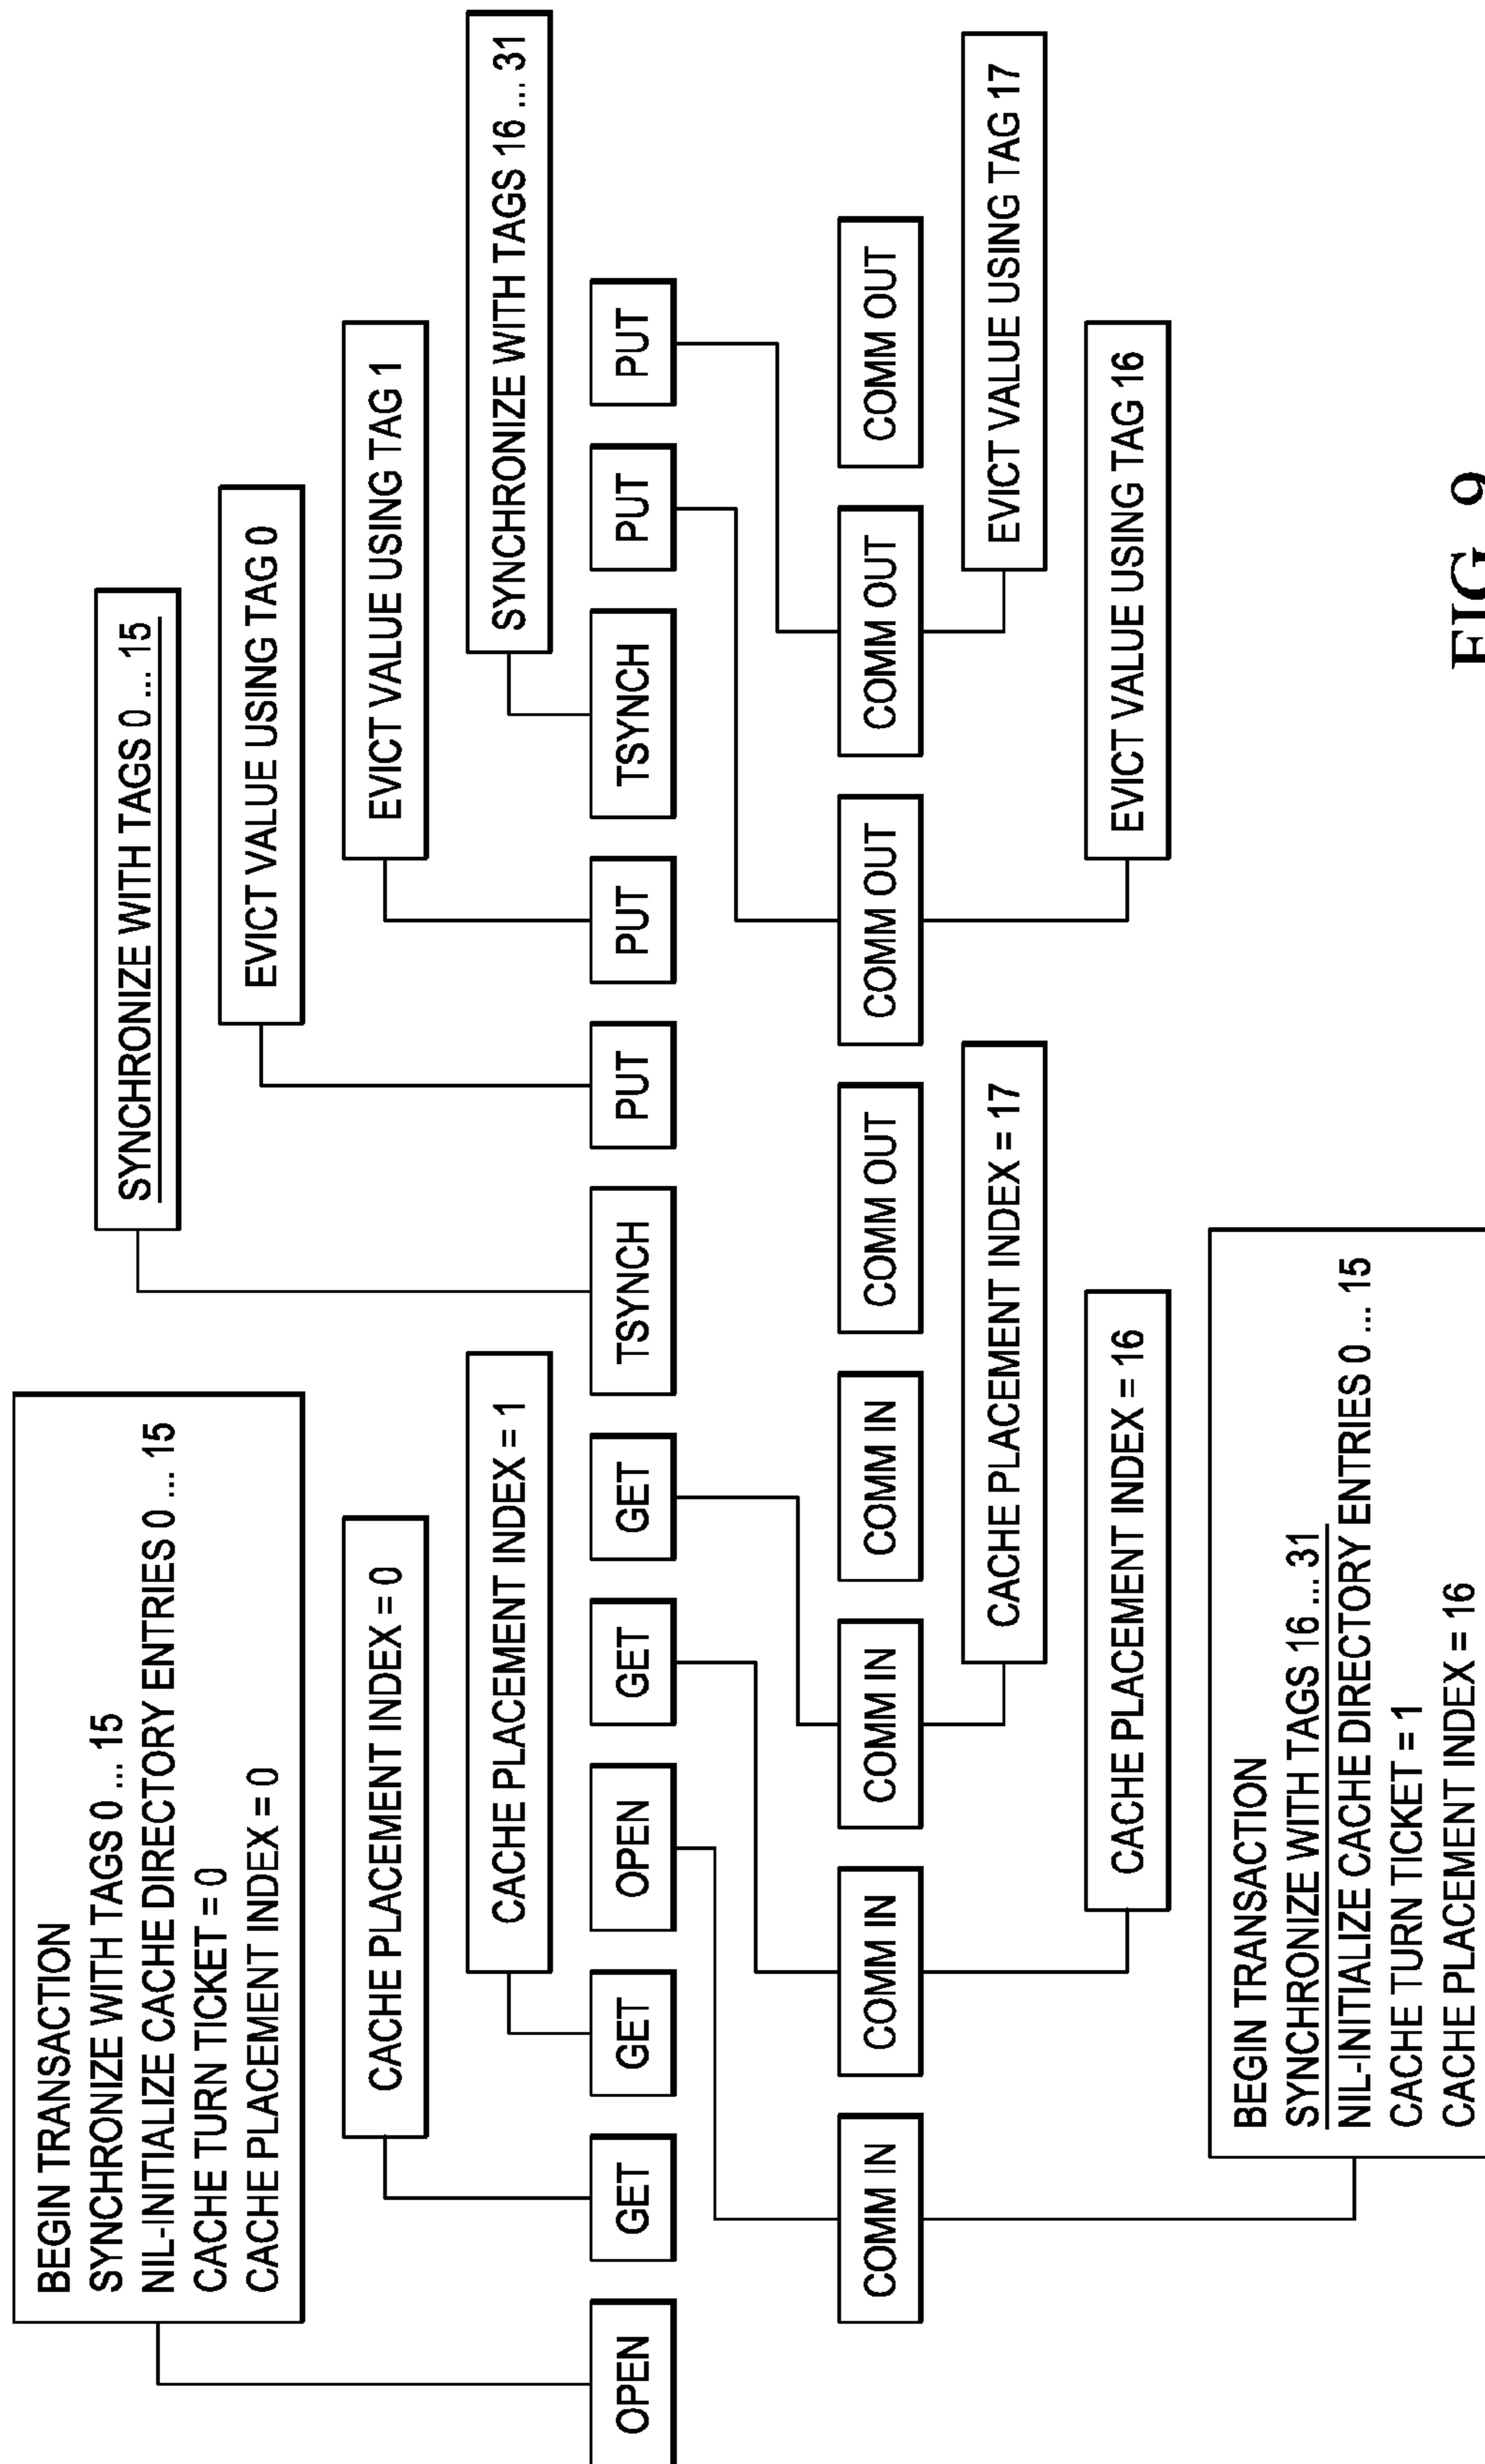 BEGIN TRANSACTION
SYNCHRONIZE WITH TAGS 0 ... 15
NIL-INITIALIZE CACHE DIRECTORY ENTRIES 0 ... 15
CACHE TURN TICKET = 0
CACHE PLACEMENT INDEX = 0
SYNCHRONIZE WITH TAGS 0 ... 15
EVICT VALUE USING TAG 0
CACHE PLACEMENT INDEX = 0
EVICT VALUE USING TAG 1
CACHE PLACEMENT INDEX = 1
SYNCHRONIZE WITH TAGS 16 ... 31
OPEN
GET
GET
OPEN
GET
GET
TSYNCH
PUT
PUT
TSYNCH
PUT
PUT
COMM IN
COMM IN
COMM IN
COMM IN
COMM OUT
COMM OUT
COMM OUT
COMM OUT
CACHE PLACEMENT INDEX = 17
EVICT VALUE USING TAG 17
CACHE PLACEMENT INDEX = 16
EVICT VALUE USING TAG 16
BEGIN TRANSACTION
SYNCHRONIZE WITH TAGS 16 ... 31
NIL-INITIALIZE CACHE DIRECTORY ENTRIES 0 ... 15
CACHE TURN TICKET = 1
CACHE PLACEMENT INDEX = 16
FIG. 9